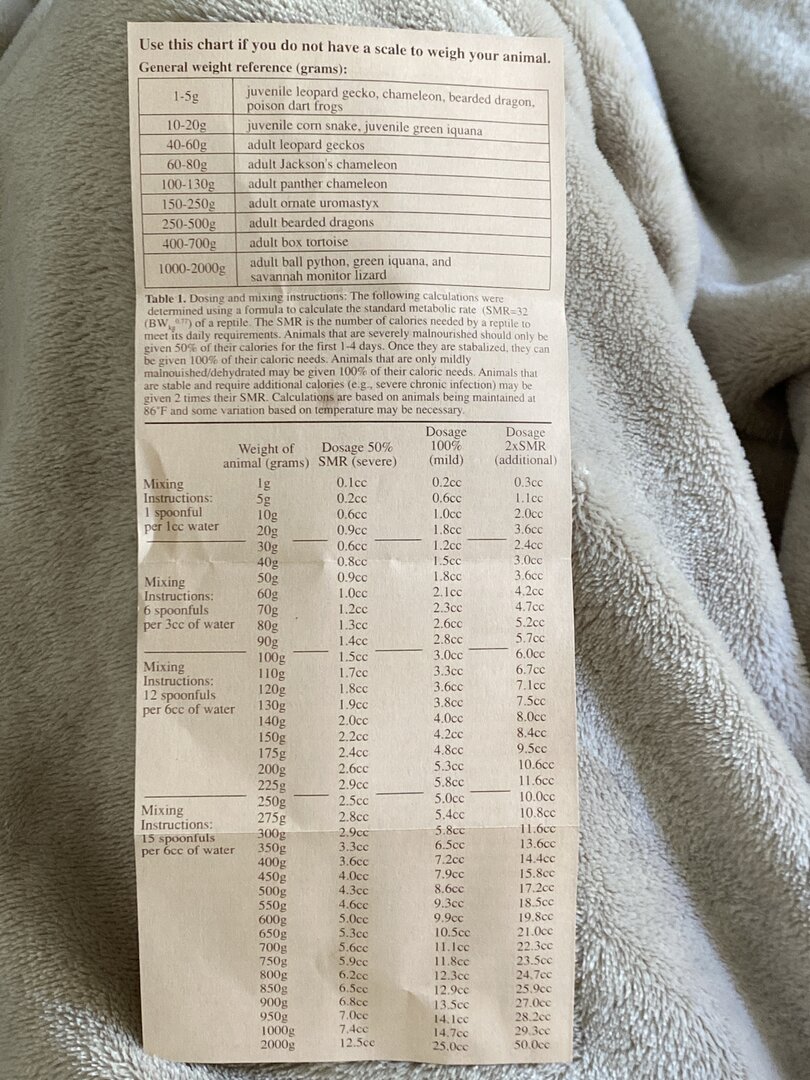 Use this chart if you do not have a scale to weigh your animal.
General weight reference (grams):
1-5g juvenile leopard gecko, chameleon, bearded dragon,
poison dart frogs
10-20g juvenile corn snake, juvenile green iquana
40-60g adult leopard geckos
60-80g adult Jackson's chameleon
100-130g adult panther chameleon
150-250g adult ornate uromastyx
250-500g adult bearded dragons
400-700g adult box tortoise
1000-2000g adult ball python, green iquana, and
savannah monitor lizard
Table 1. Dosing and mixing instructions: The following calculations were
determined using a formula to calculate the standard metabolic rate (SMR=32
(BWkg0.77) of a reptile. The SMR is the number of calories needed by a reptile to
meet its daily requirements. Animals that are severely malnourished should only be
given 50% of their calories for the first 1-4 days. Once they are stabalized, they can
be given 100% of their caloric needs. Animals that are only mildly
malnouished/dehydrated may be given 100% of their caloric needs. Animals that
are stable and require additional calories (e.g., severe chronic infection) may be
given 2 times their SMR. Calculations are based on animals being maintained at
86°F and some variation based on temperature may be necessary.
Weight of animal (grams) Dosage 50% SMR (severe) Dosage 100% (mild) Dosage 2xSMR (additional)
Mixing 1g 0.1cc 0.2cc 0.3cc
Instructions: 5g 0.2cc 0.6cc 1.1cc
1 spoonful 10g 0.6cc 1.0cc 2.0cc
per 1cc water 20g 0.9cc 1.8cc 3.6cc
30g 0.6cc 1.2cc 2.4cc
40g 0.8cc 1.5cc 3.0cc
Mixing 50g 0.9cc 1.8cc 3.6cc
Instructions: 60g 1.0cc 2.1cc 4.2cc
6 spoonfuls 70g 1.2cc 2.3cc 4.7cc
per 3cc of water 80g 1.3cc 2.6cc 5.2cc
90g 1.4cc 2.8cc 5.7cc
100g 1.5cc 3.0cc 6.0cc
Mixing 110g 1.7cc 3.3cc 6.7cc
Instructions: 120g 1.8cc 3.6cc 7.1cc
12 spoonfuls 130g 1.9cc 3.8cc 7.5cc
per 6cc of water 140g 2.0cc 4.0cc 8.0cc
150g 2.2cc 4.2cc 8.4cc
175g 2.4cc 4.8cc 9.5cc
200g 2.6cc 5.3cc 10.6cc
225g 2.9cc 5.8cc 11.6cc
250g 2.5cc 5.0cc 10.0cc
Mixing 275g 2.8cc 5.4cc 10.8cc
Instructions: 300g 2.9cc 5.8cc 11.6cc
15 spoonfuls 350g 3.3cc 6.5cc 13.6cc
per 6cc of water 400g 3.6cc 7.2cc 14.4cc
450g 4.0cc 7.9cc 15.8cc
500g 4.3cc 8.6cc 17.2cc
550g 4.6cc 9.3cc 18.5cc
600g 5.0cc 9.9cc 19.8cc
650g 5.3cc 10.5cc 21.0cc
700g 5.6cc 11.1cc 22.3cc
750g 5.9cc 11.8cc 23.5cc
800g 6.2cc 12.3cc 24.7cc
850g 6.5cc 12.9cc 25.9cc
900g 6.8cc 13.5cc 27.0cc
950g 7.0cc 14.1cc 28.2cc
1000g 7.4cc 14.7cc 29.3cc
2000g 12.5cc 25.0cc 50.0cc